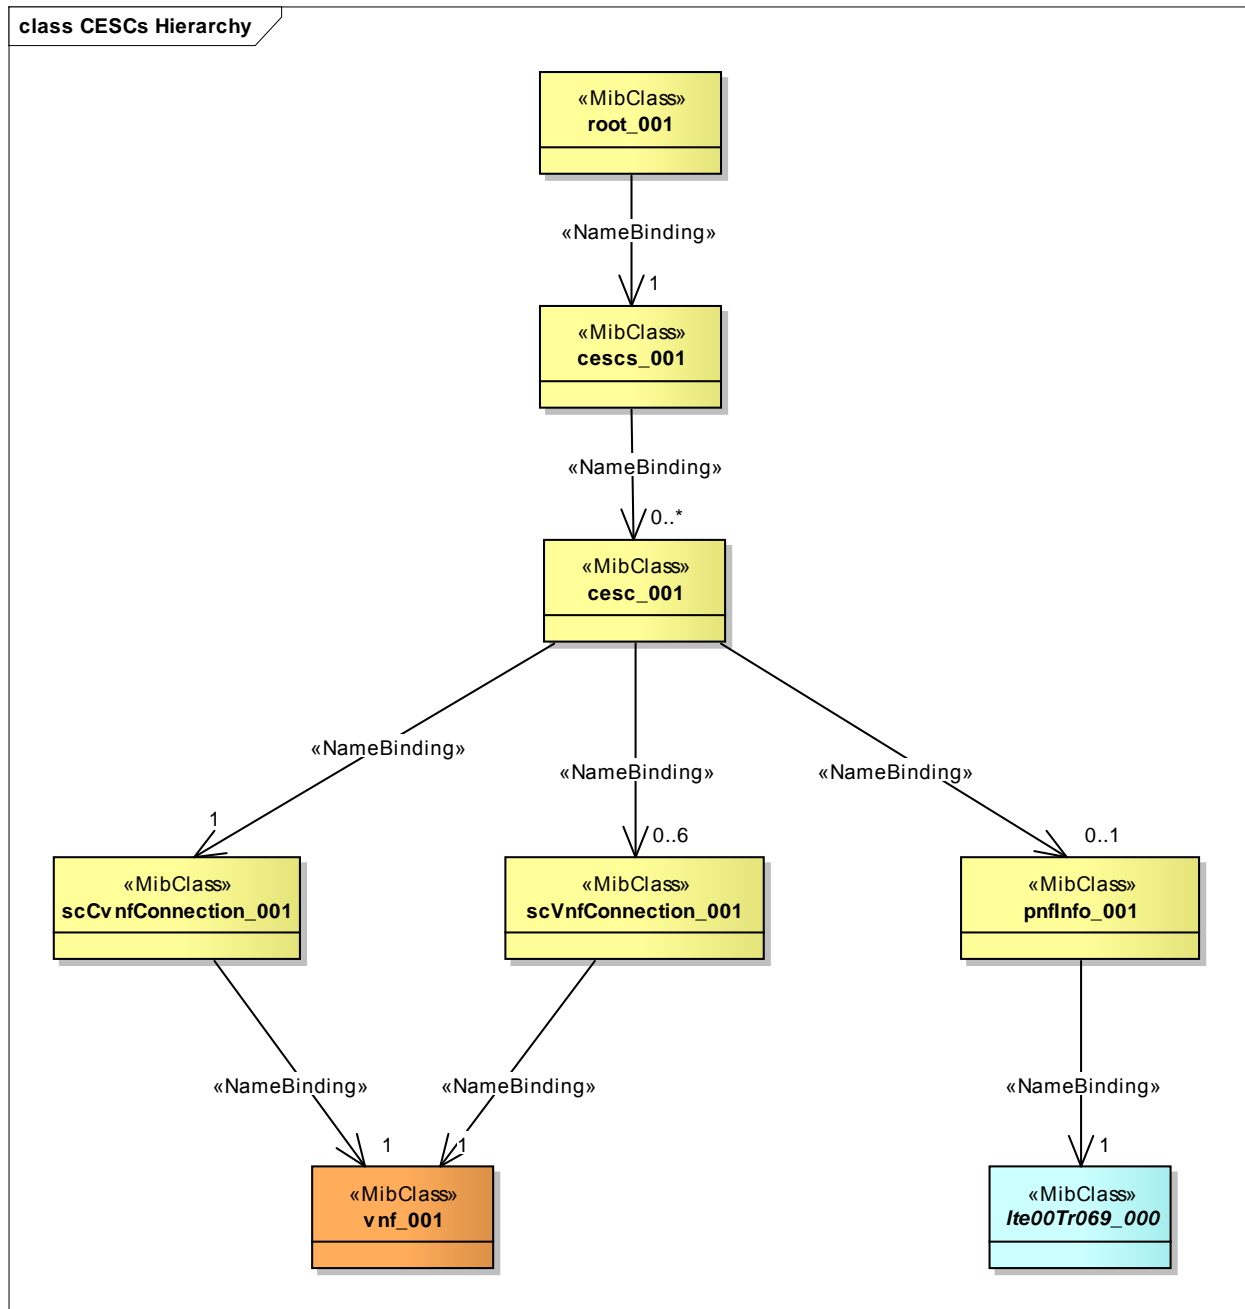 class CESCs Hierarchy
«MibClass»
root_001
«NameBinding»
1
«MibClass»
cescs_001
«NameBinding»
0..*
«MibClass»
cesc_001
«NameBinding»
«NameBinding»
«NameBinding»
1
0..6
0..1
«MibClass»
scCvnfConnection_001
«MibClass»
scVnfConnection_001
«MibClass»
pnfInfo_001
«NameBinding»
«NameBinding»
«NameBinding»
1
1
1
«MibClass»
vnf_001
«MibClass»
lte00Tr069_000